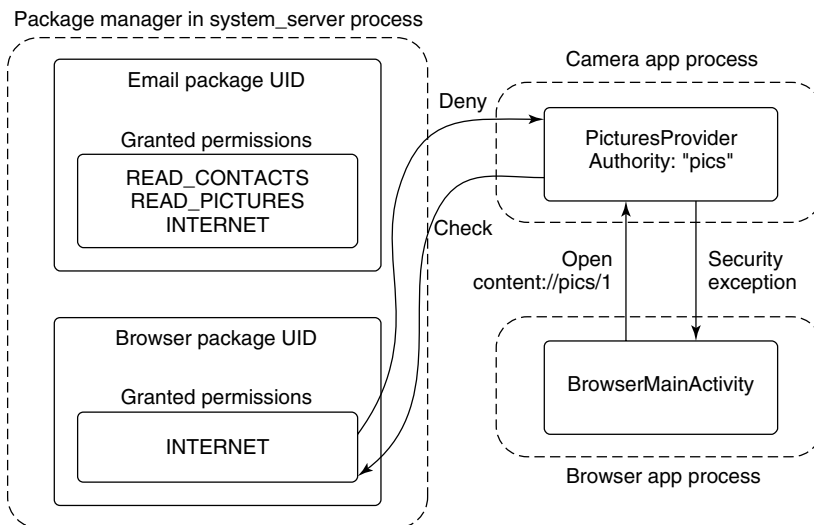 Package manager in system_server process
Email package UID
Granted permissions
READ_CONTACTS
READ_PICTURES
INTERNET
Browser package UID
Granted permissions
INTERNET
Deny
Check
Camera app process
PicturesProvider
Authority: "pics"
Open
content://pics/1
Security
exception
BrowserMainActivity
Browser app process